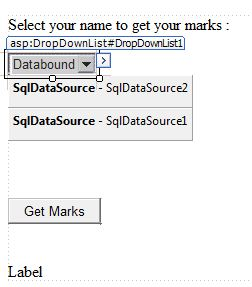 Select your name to get your marks :
asp:DropDownList#DropDownList1
Databound
SqlDataSource - SqlDataSource2
SqlDataSource - SqlDataSource1
Get Marks
Label